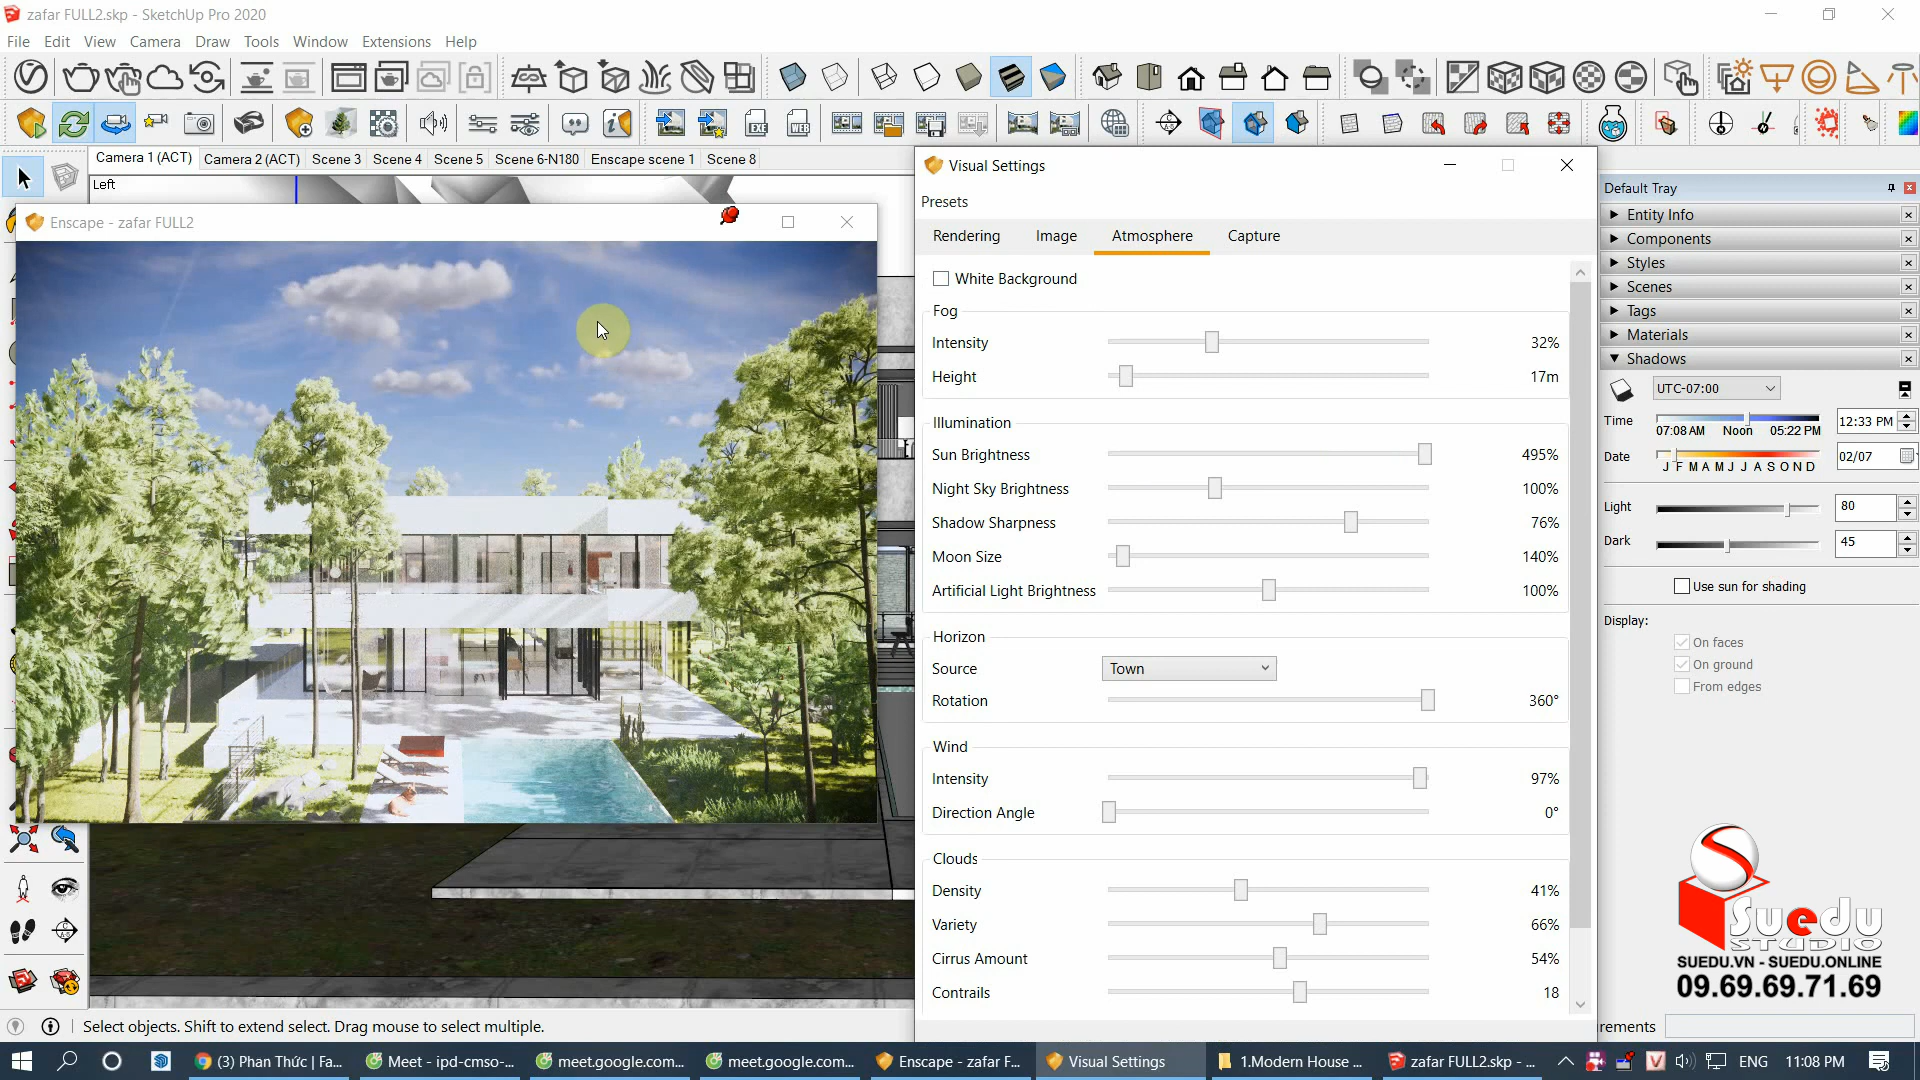 zafar FULL2.skp - SketchUp Pro 2020
File Edit View Camera Draw Tools Window Extensions Help
Camera 1 (ACT) Camera 2 (ACT) Scene 3 Scene 4 Scene 5 Scene 6-N180 Enscape scene 1 Scene 8
Left
Enscape - zafar FULL2
Visual Settings
Presets
Rendering Image Atmosphere Capture
White Background
Fog
Intensity 32%
Height 17m
Illumination
Sun Brightness 495%
Night Sky Brightness 100%
Shadow Sharpness 76%
Moon Size 140%
Artificial Light Brightness 100%
Horizon
Source Town
Rotation 360°
Wind
Intensity 97%
Direction Angle 0°
Clouds
Density 41%
Variety 66%
Cirrus Amount 54%
Contrails 18
Default Tray
Entity Info
Components
Styles
Scenes
Tags
Materials
Shadows
UTC-07:00
Time 07:08 AM Noon 05:22 PM 12:33 PM
Date J F M A M J J A S O N D 02/07
Light 80
Dark 45
Use sun for shading
Display:
On faces
On ground
From edges
Suedu
STUDIO
SUEDU.VN - SUEDU.ONLINE
09.69.69.71.69
Select objects. Shift to extend select. Drag mouse to select multiple.
rements
(3) Phan Thức | Fa... Meet - ipd-cmso-... meet.google.com... meet.google.com... Enscape - zafar F... Visual Settings 1.Modern House ... zafar FULL2.skp - ... ENG 11:08 PM